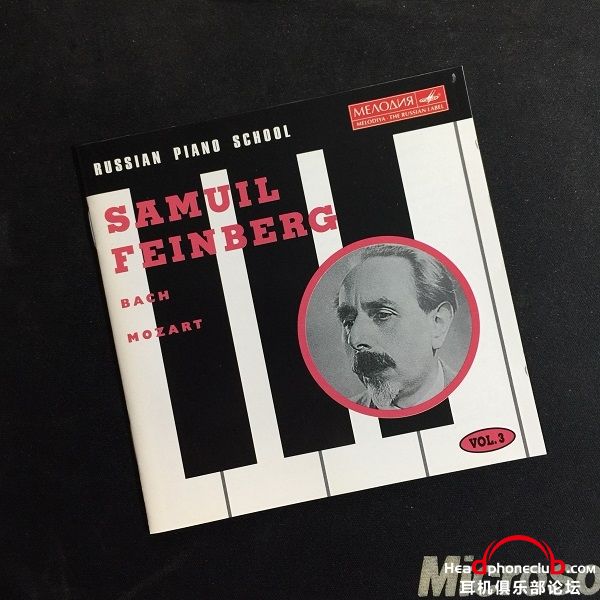 МЕЛОДИЯ
MELODIYA · THE RUSSIAN LABEL
RUSSIAN PIANO SCHOOL
SAMUIL
FEINBERG
BACH
MOZART
VOL. 3
Headphoneclub.com
耳机俱乐部论坛